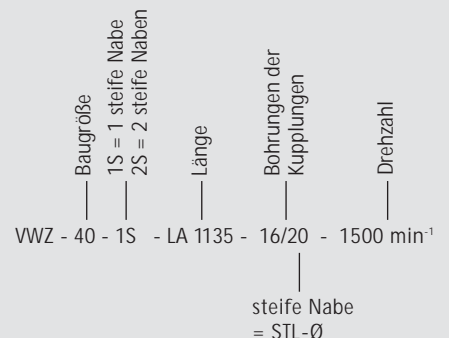 Baugröße
1S = 1 steife Nabe
2S = 2 steife Naben
Länge
Bohrungen der
Kupplungen
Drehzahl
VWZ - 40 - 1S - LA 1135 - 16/20 - 1500 min⁻¹
steife Nabe
= STL-Ø